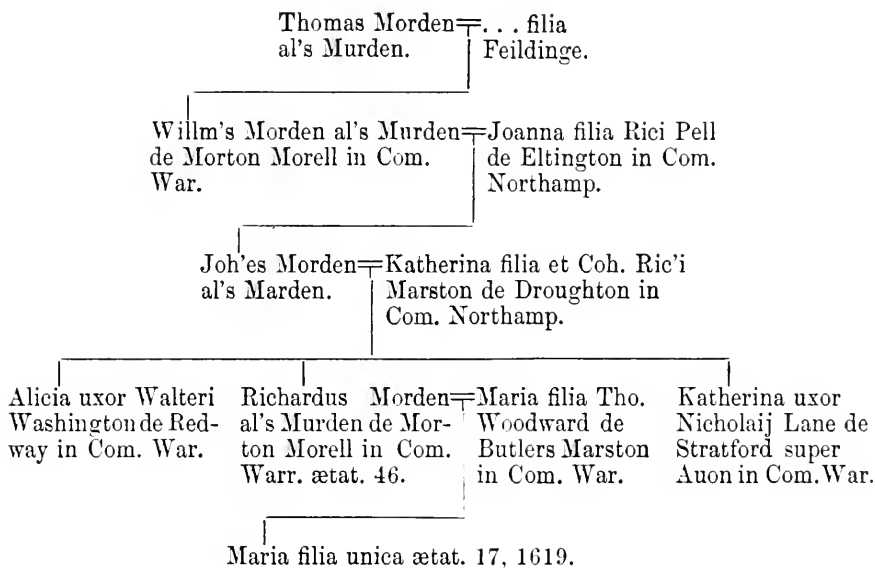 Thomas Morden=. . . filia
al's Murden. Feildinge.
Willm's Morden al's Murden=Joanna filia Rici Pell
de Morton Morell in Com. de Eltington in Com.
War. Northamp.
Joh'es Morden=Katherina filia et Coh. Ric'i
al's Marden. Marston de Droughton in
Com. Northamp.
Alicia uxor Walteri Richardus Morden=Maria filia Tho. Katherina uxor
Washington de Red- al's Murden de Mor- Woodward de Nicholaij Lane de
way in Com. War. ton Morell in Com. Butlers Marston Stratford super
Warr. ætat. 46. in Com. War. Auon in Com. War.
Maria filia unica ætat. 17, 1619.